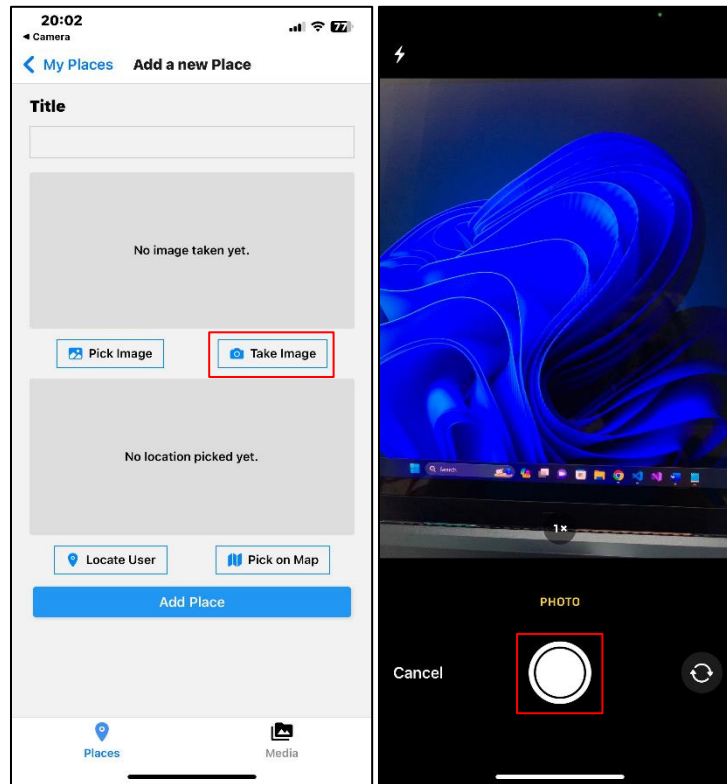 20:02
77
Camera
My Places
Add a new Place
Title
No image taken yet.
Pick Image
Take Image
No location picked yet.
Locate User
Pick on Map
Add Place
Places
Media
Search
1×
PHOTO
Cancel